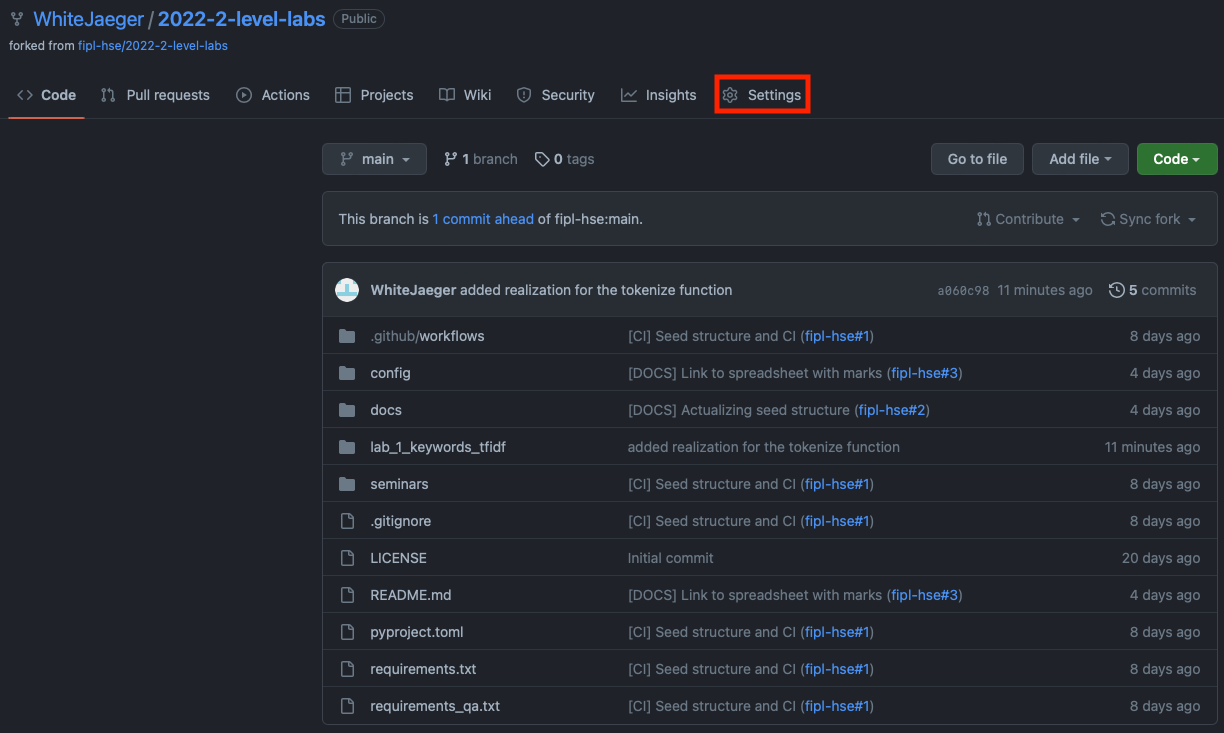 WhiteJaeger / 2022-2-level-labs Public
forked from fipl-hse/2022-2-level-labs
Code Pull requests Actions Projects Wiki Security Insights Settings
main 1 branch 0 tags Go to file Add file Code
This branch is 1 commit ahead of fipl-hse:main. Contribute Sync fork
WhiteJaeger added realization for the tokenize function a060c98 11 minutes ago 5 commits
.github/workflows [CI] Seed structure and CI (fipl-hse#1) 8 days ago
config [DOCS] Link to spreadsheet with marks (fipl-hse#3) 4 days ago
docs [DOCS] Actualizing seed structure (fipl-hse#2) 4 days ago
lab_1_keywords_tfidf added realization for the tokenize function 11 minutes ago
seminars [CI] Seed structure and CI (fipl-hse#1) 8 days ago
.gitignore [CI] Seed structure and CI (fipl-hse#1) 8 days ago
LICENSE Initial commit 20 days ago
README.md [DOCS] Link to spreadsheet with marks (fipl-hse#3) 4 days ago
pyproject.toml [CI] Seed structure and CI (fipl-hse#1) 8 days ago
requirements.txt [CI] Seed structure and CI (fipl-hse#1) 8 days ago
requirements_qa.txt [CI] Seed structure and CI (fipl-hse#1) 8 days ago